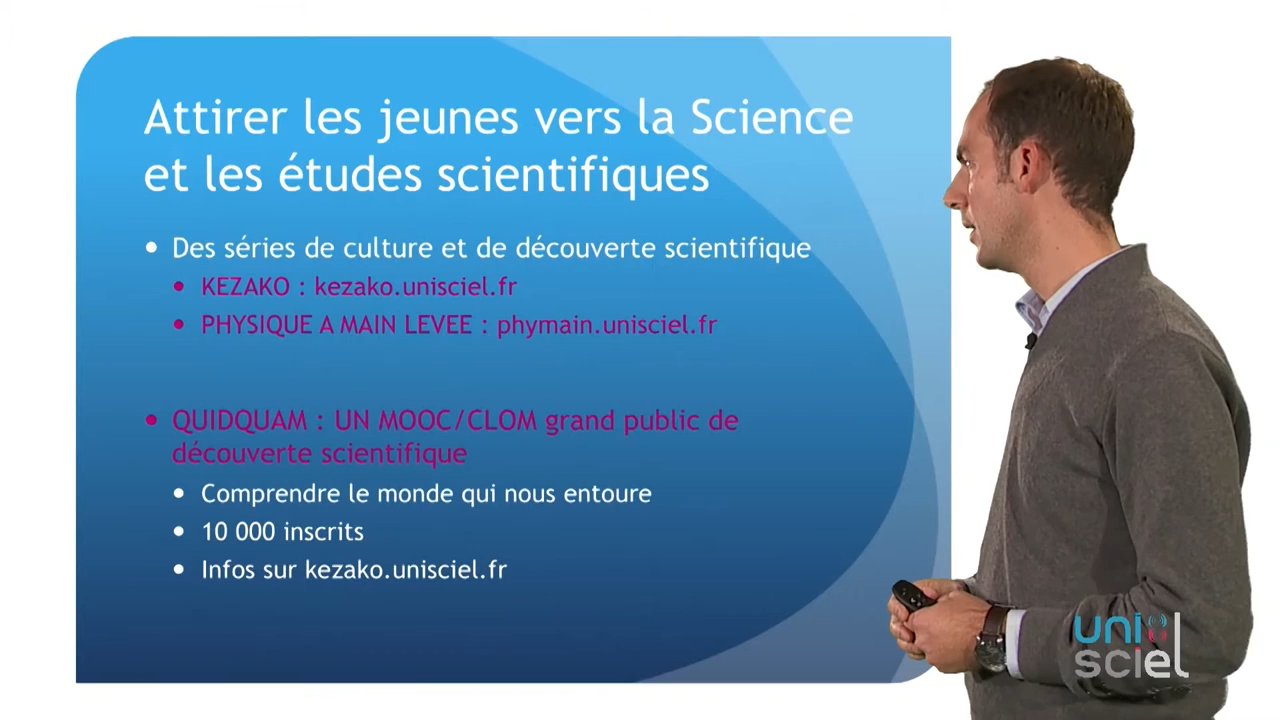 Attirer les jeunes vers la Science
et les études scientifiques
• Des séries de culture et de découverte scientifique
• KEZAKO : kezako.unisciel.fr
• PHYSIQUE A MAIN LEVEE : phymain.unisciel.fr
• QUIDQUAM : UN MOOC/CLOM grand public de
découverte scientifique
• Comprendre le monde qui nous entoure
• 10 000 inscrits
• Infos sur kezako.unisciel.fr
uni
sciel